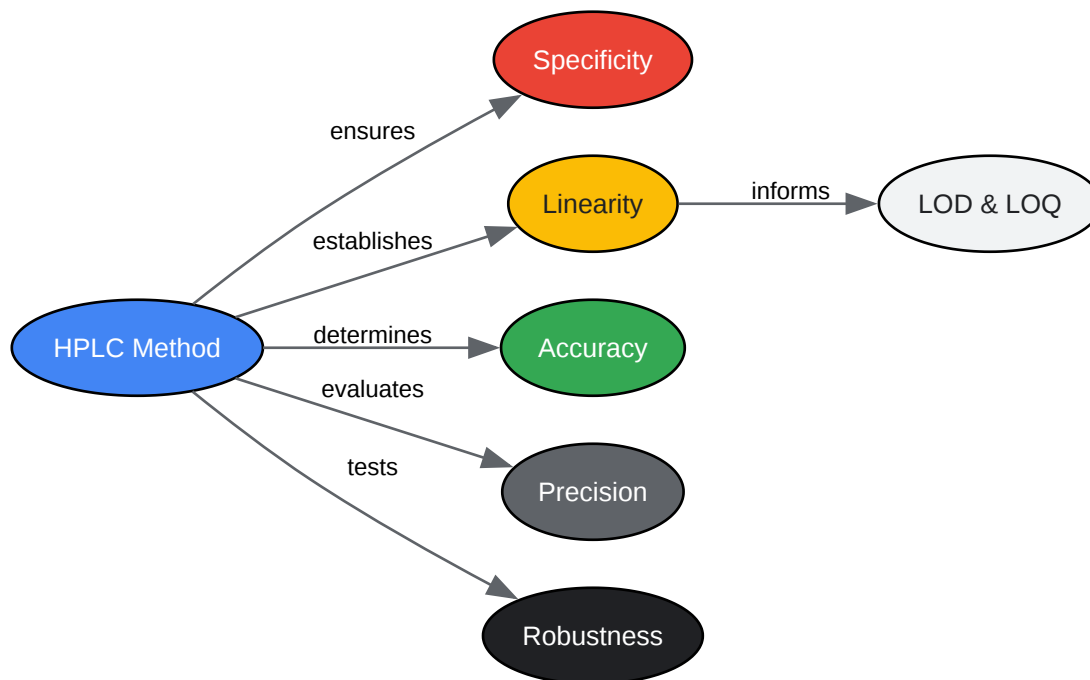 Specificity
ensures
Linearity
informs
LOD & LOQ
establishes
HPLC Method
determines
Accuracy
evaluates
Precision
tests
Robustness